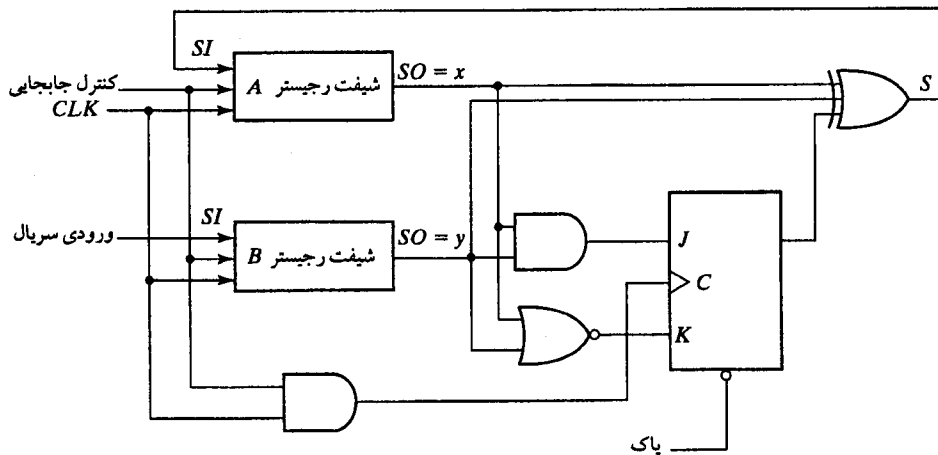 SI
شیفت رجیستر A
SO = x
کنترل جابجایی
CLK
S
SI
شیفت رجیستر B
SO = y
ورودی سریال
J
C
K
پاک